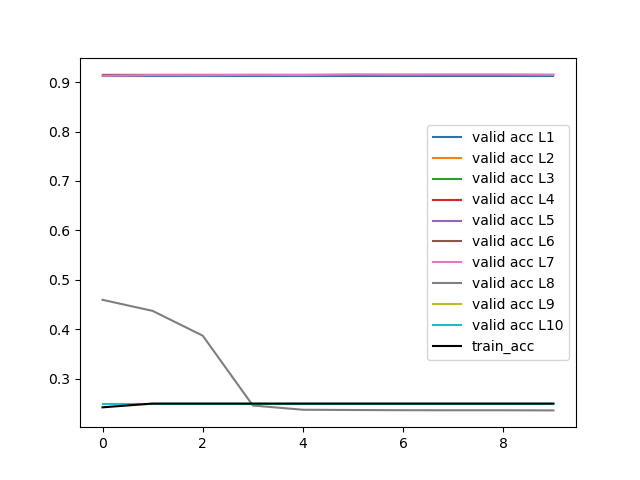 0.9
0.8
0.7
0.6
0.5
0.4
0.3
0 2 4 6 8
valid acc L1
valid acc L2
valid acc L3
valid acc L4
valid acc L5
valid acc L6
valid acc L7
valid acc L8
valid acc L9
valid acc L10
train_acc